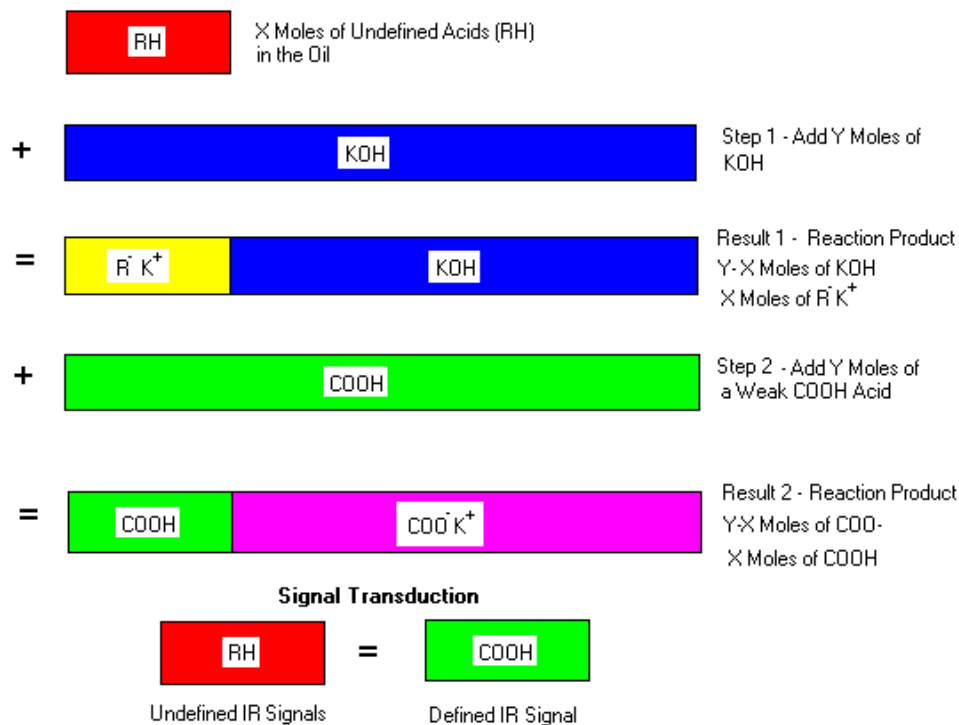 RH
X Moles of Undefined Acids (RH)
in the Oil
+
KOH
Step 1 - Add Y Moles of
KOH
=
R⁻ K⁺
KOH
Result 1 - Reaction Product
Y-X Moles of KOH
X Moles of R⁻K⁺
+
COOH
Step 2 - Add Y Moles of
a Weak COOH Acid
=
COOH
COO⁻K⁺
Result 2 - Reaction Product
Y-X Moles of COO-
X Moles of COOH
Signal Transduction
RH
=
COOH
Undefined IR Signals
Defined IR Signal